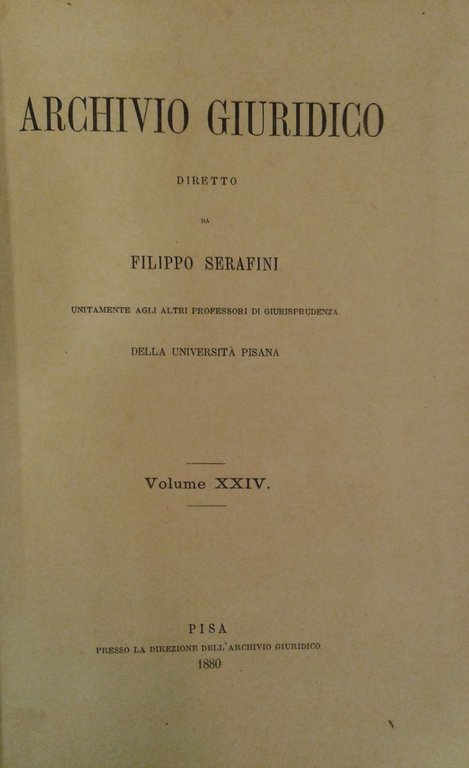 ARCHIVIO GIURIDICO
DIRETTO
DA
FILIPPO SERAFINI
UNITAMENTE AGLI ALTRI PROFESSORI DI GIURISPRUDENZA
DELLA UNIVERSITÀ PISANA
Volume XXIV.
PISA
PRESSO LA DIREZIONE DELL'ARCHIVIO GIURIDICO
1880